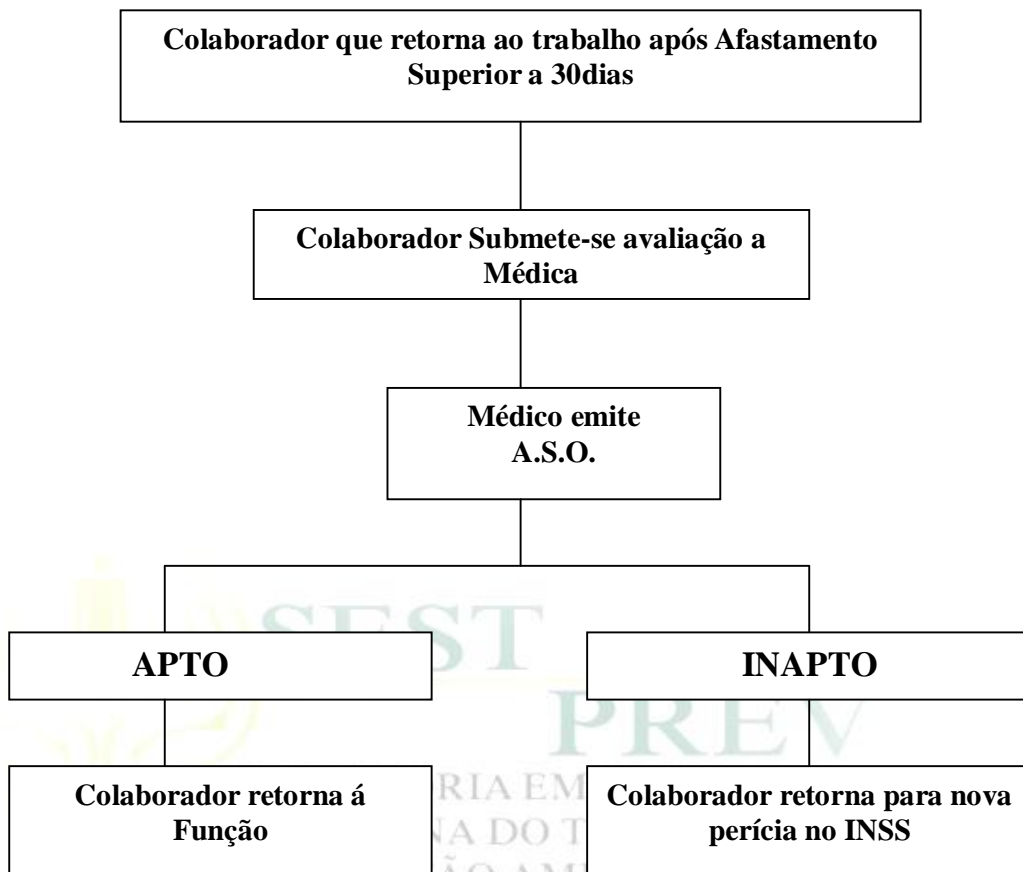 Colaborador que retorna ao trabalho após Afastamento
Superior a 30dias
Colaborador Submete-se avaliação a
Médica
Médico emite
A.S.O.
SEST
APTO
INAPTO
PREV
Colaborador retorna á
Função
Colaborador retorna para nova
perícia no INSS